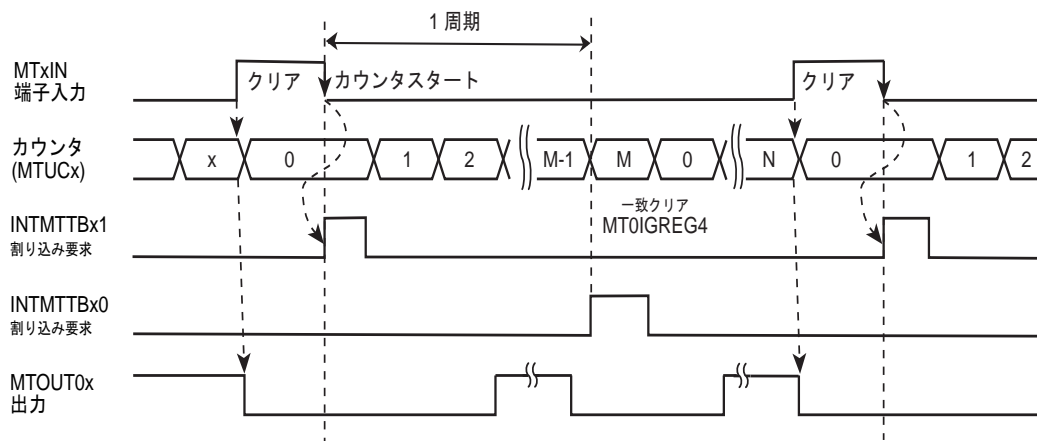 1 周期
MTxIN
端子入力
クリア
カウンタスタート
クリア
カウンタ
(MTUCx)
x 0 1 2 M-1 M 0 N 0 1 2
一致クリア
MT0IGREG4
INTMTTBx1
割り込み要求
INTMTTBx0
割り込み要求
MTOUT0x
出力